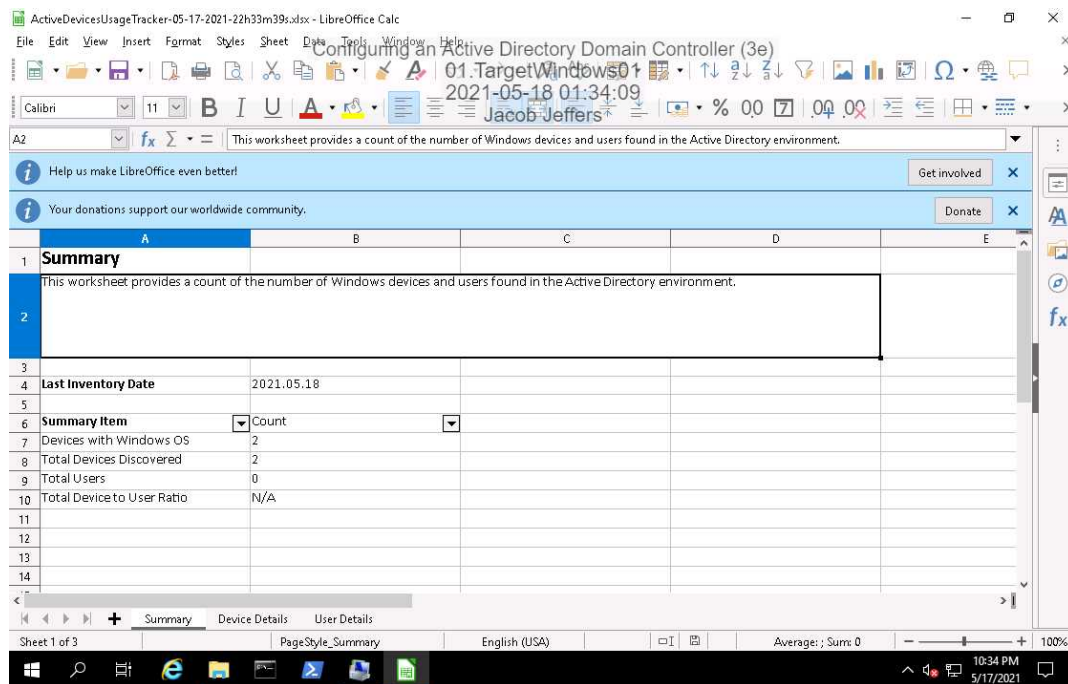 ActiveDevicesUsageTracker-05-17-2021-22h33m39s.xlsx - LibreOffice Calc
File Edit View Insert Format Styles Sheet Data Tools Window Help
Configuring an Active Directory Domain Controller (3e)
01.TargetWindows01
2021-05-18 01:34:09
Jacob Jeffers
Calibri 11
A2 This worksheet provides a count of the number of Windows devices and users found in the Active Directory environment.
Help us make LibreOffice even better! Get involved
Your donations support our worldwide community. Donate
A B C D E
1 Summary
2 This worksheet provides a count of the number of Windows devices and users found in the Active Directory environment.
3
4 Last Inventory Date 2021.05.18
5
6 Summary Item Count
7 Devices with Windows OS 2
8 Total Devices Discovered 2
9 Total Users 0
10 Total Device to User Ratio N/A
11
12
13
14
Summary Device Details User Details
Sheet 1 of 3 PageStyle_Summary English (USA) Average: ; Sum: 0 100%
10:34 PM
5/17/2021